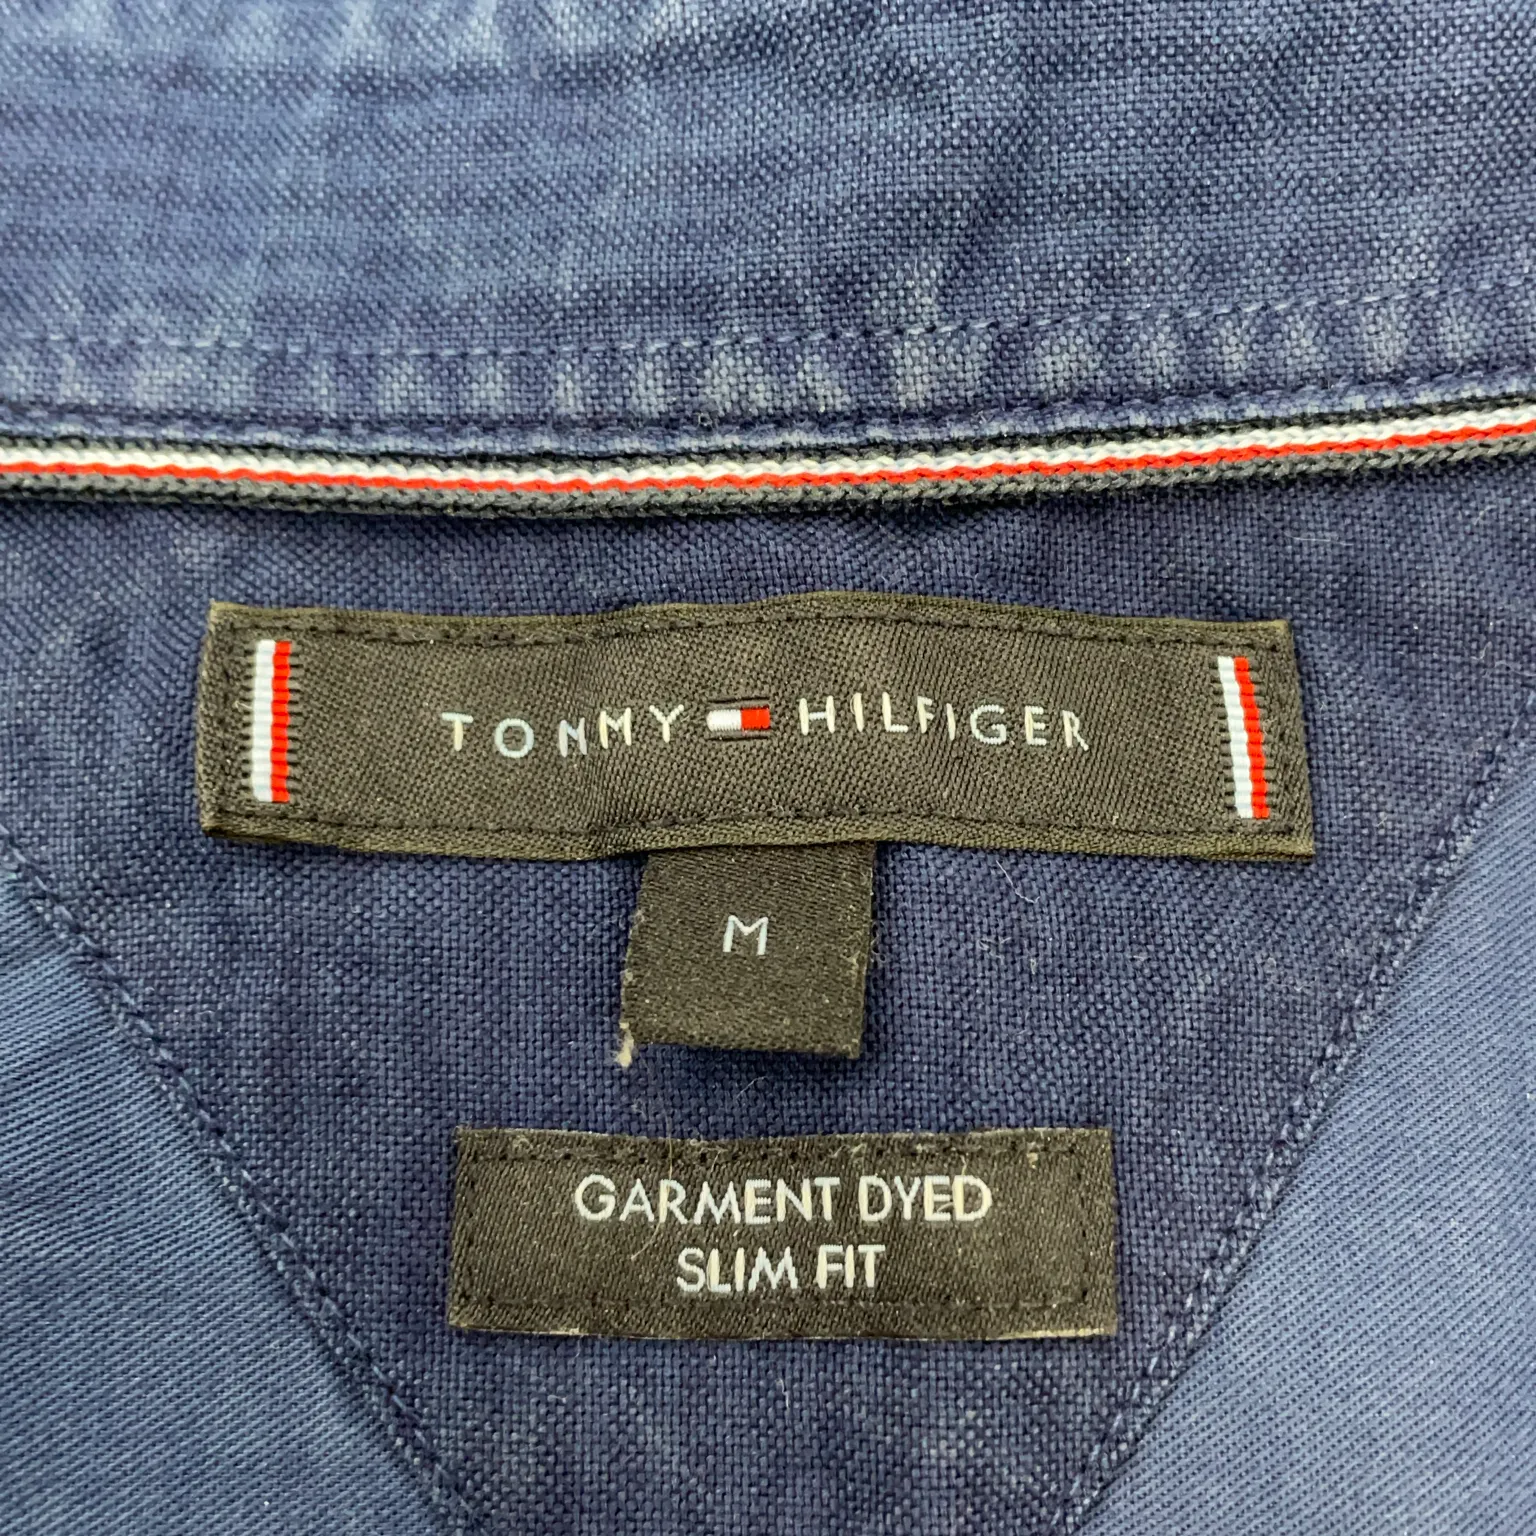 TOMMY HILFIGER
M
GARMENT DYED
SLIM FIT